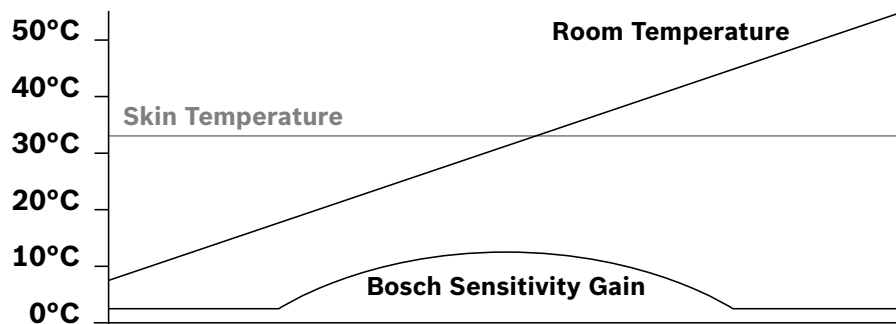 50°C
Room Temperature
40°C
Skin Temperature
30°C
20°C
10°C
Bosch Sensitivity Gain
0°C